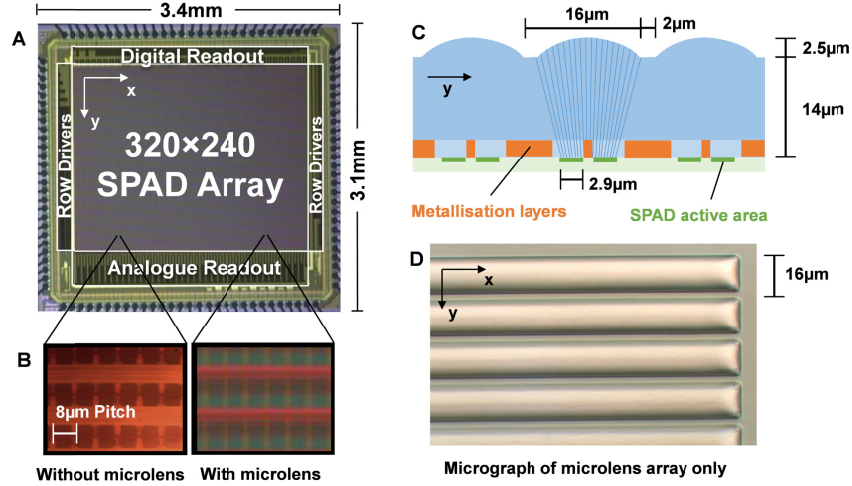 A
3.4mm
Digital Readout
x
y
Row Drivers
320×240
SPAD Array
Row Drivers
3.1mm
Analogue Readout
B
8µm Pitch
Without microlens
With microlens
C
16µm
2µm
2.5µm
y
14µm
2.9µm
Metallisation layers
SPAD active area
D
x
y
16µm
Micrograph of microlens array only